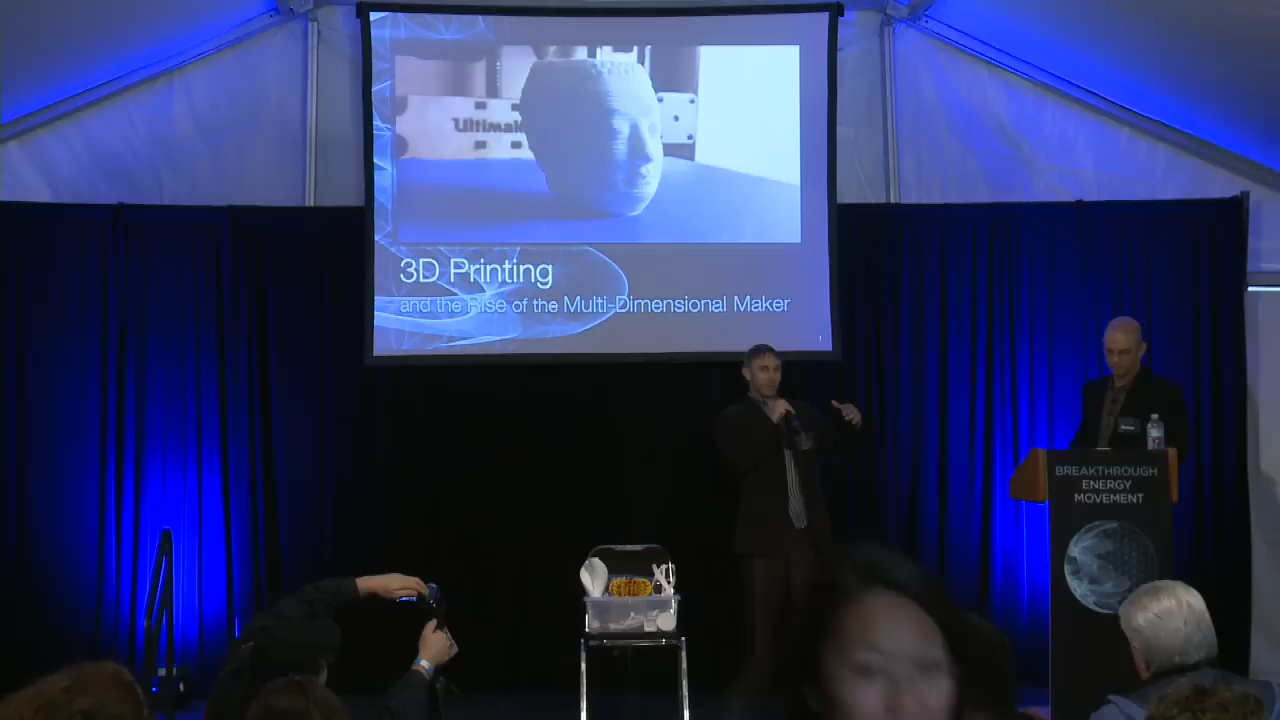 Ultimak
3D Printing
and the Rise of the Multi-Dimensional Maker
BREAKTHROUGH
ENERGY
MOVEMENT